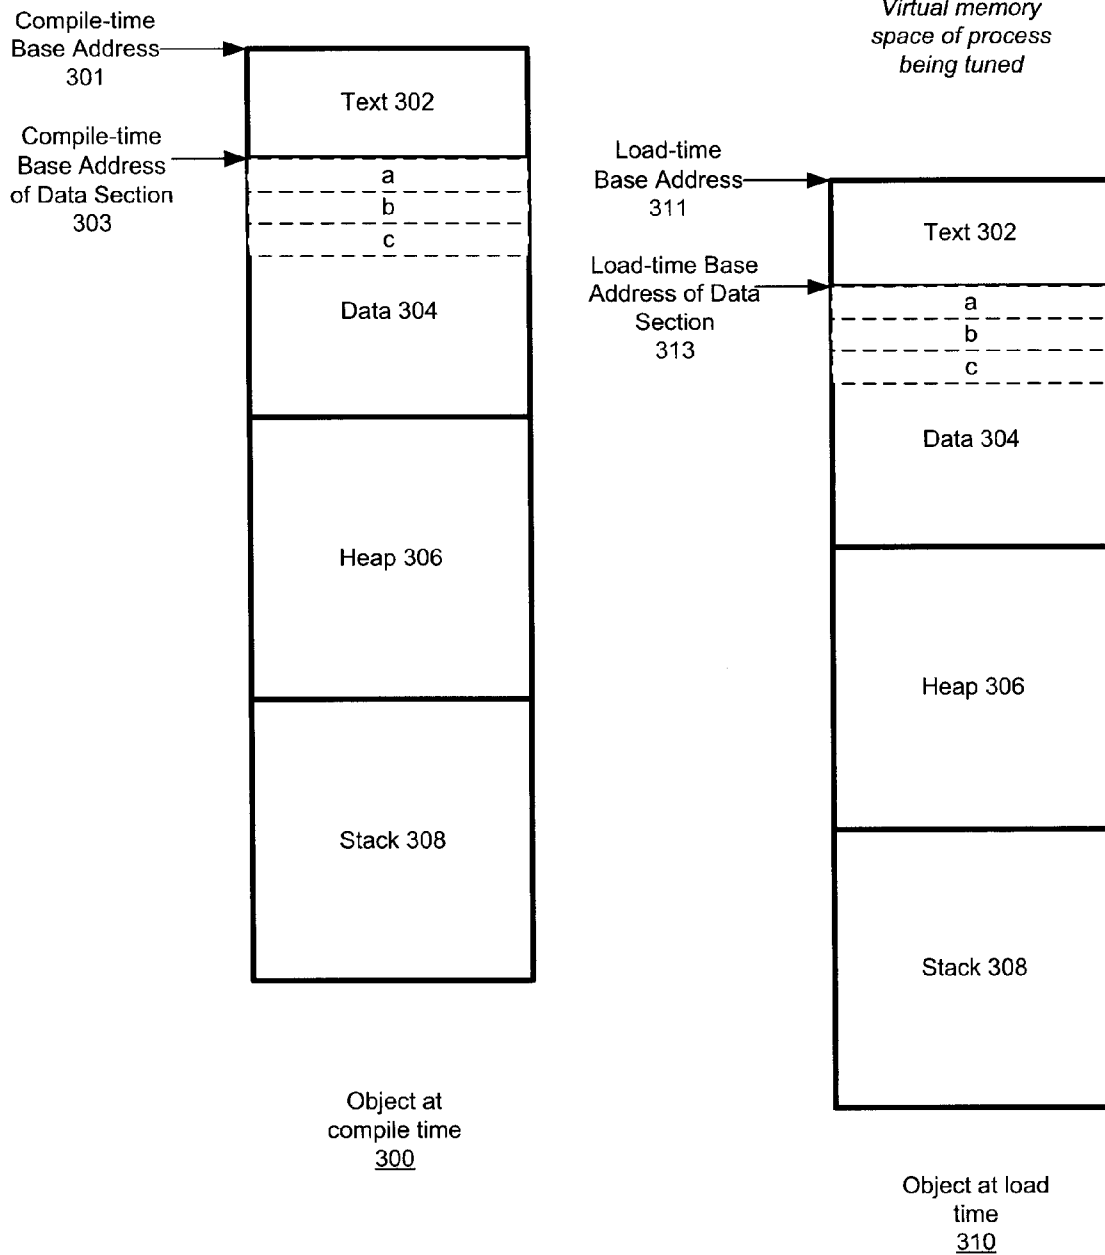 Compile-time
Base Address
301
Text 302
Compile-time
Base Address
of Data Section
303
a
b
c
Data 304
Heap 306
Stack 308
Object at
compile time
300
Virtual memory
space of process
being tuned
Load-time
Base Address
311
Text 302
Load-time Base
Address of Data
Section
313
a
b
c
Data 304
Heap 306
Stack 308
Object at load
time
310